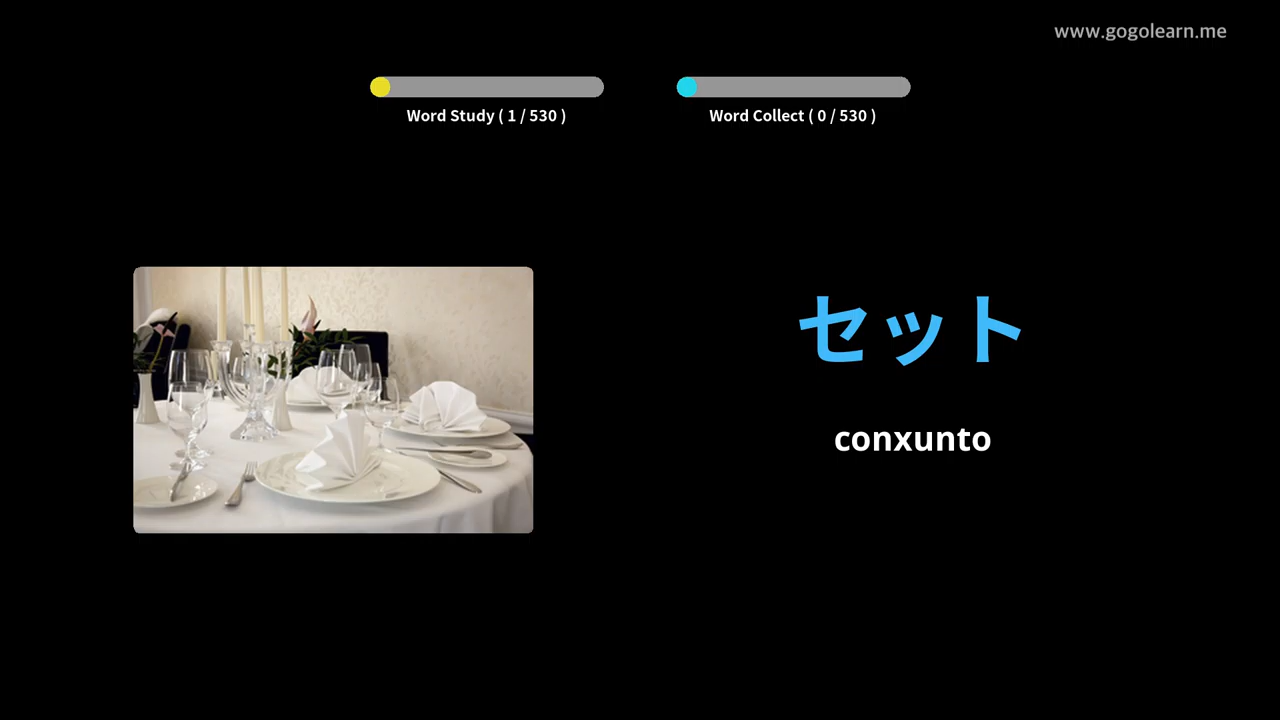 www.gogolearn.me
Word Study ( 1 / 530 )
Word Collect ( 0 / 530 )
セット
conxunto